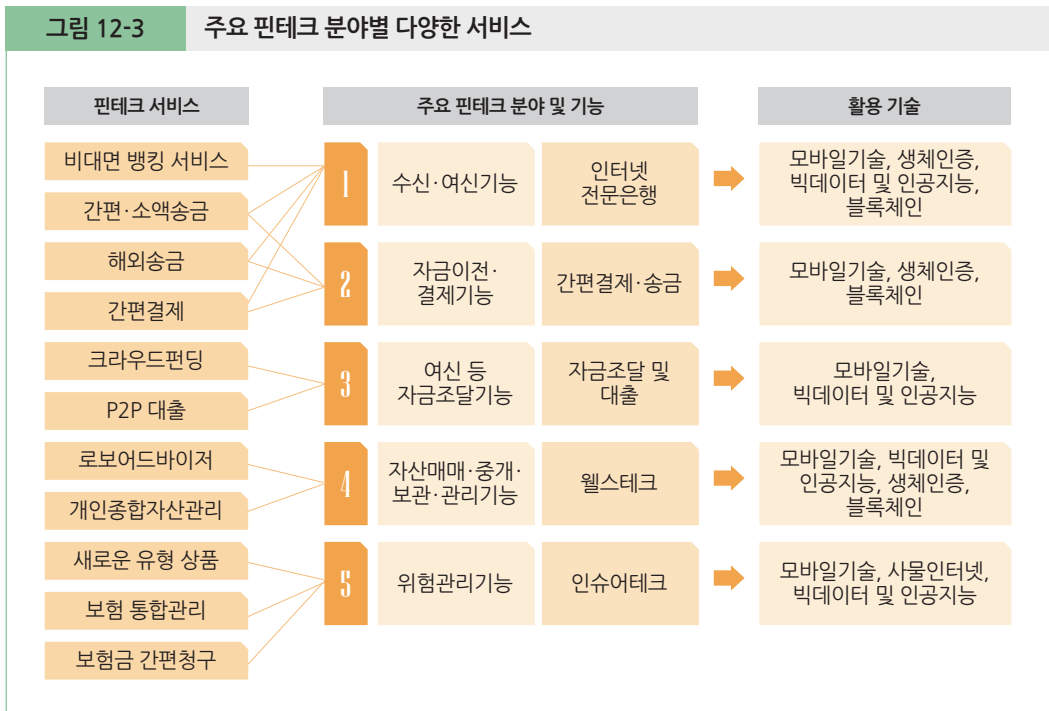 그림 12-3
주요 핀테크 분야별 다양한 서비스
핀테크 서비스
주요 핀테크 분야 및 기능
활용 기술
비대면 뱅킹 서비스
간편·소액송금
해외송금
간편결제
크라우드펀딩
P2P 대출
로보어드바이저
개인종합자산관리
새로운 유형 상품
보험 통합관리
보험금 간편청구
1
수신·여신기능
인터넷
전문은행
모바일기술, 생체인증,
빅데이터 및 인공지능,
블록체인
2
자금이전·
결제기능
간편결제·송금
모바일기술, 생체인증,
블록체인
3
여신 등
자금조달기능
자금조달 및
대출
모바일기술,
빅데이터 및 인공지능
4
자산매매·중개·
보관·관리기능
웰스테크
모바일기술, 빅데이터 및
인공지능, 생체인증,
블록체인
5
위험관리기능
인슈어테크
모바일기술, 사물인터넷,
빅데이터 및 인공지능